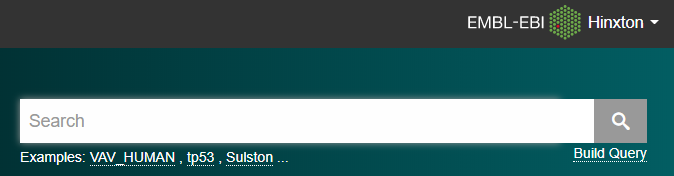 EMBL-EBI Hinxton
Search
Examples: VAV_HUMAN , tp53 , Sulston ...
Build Query